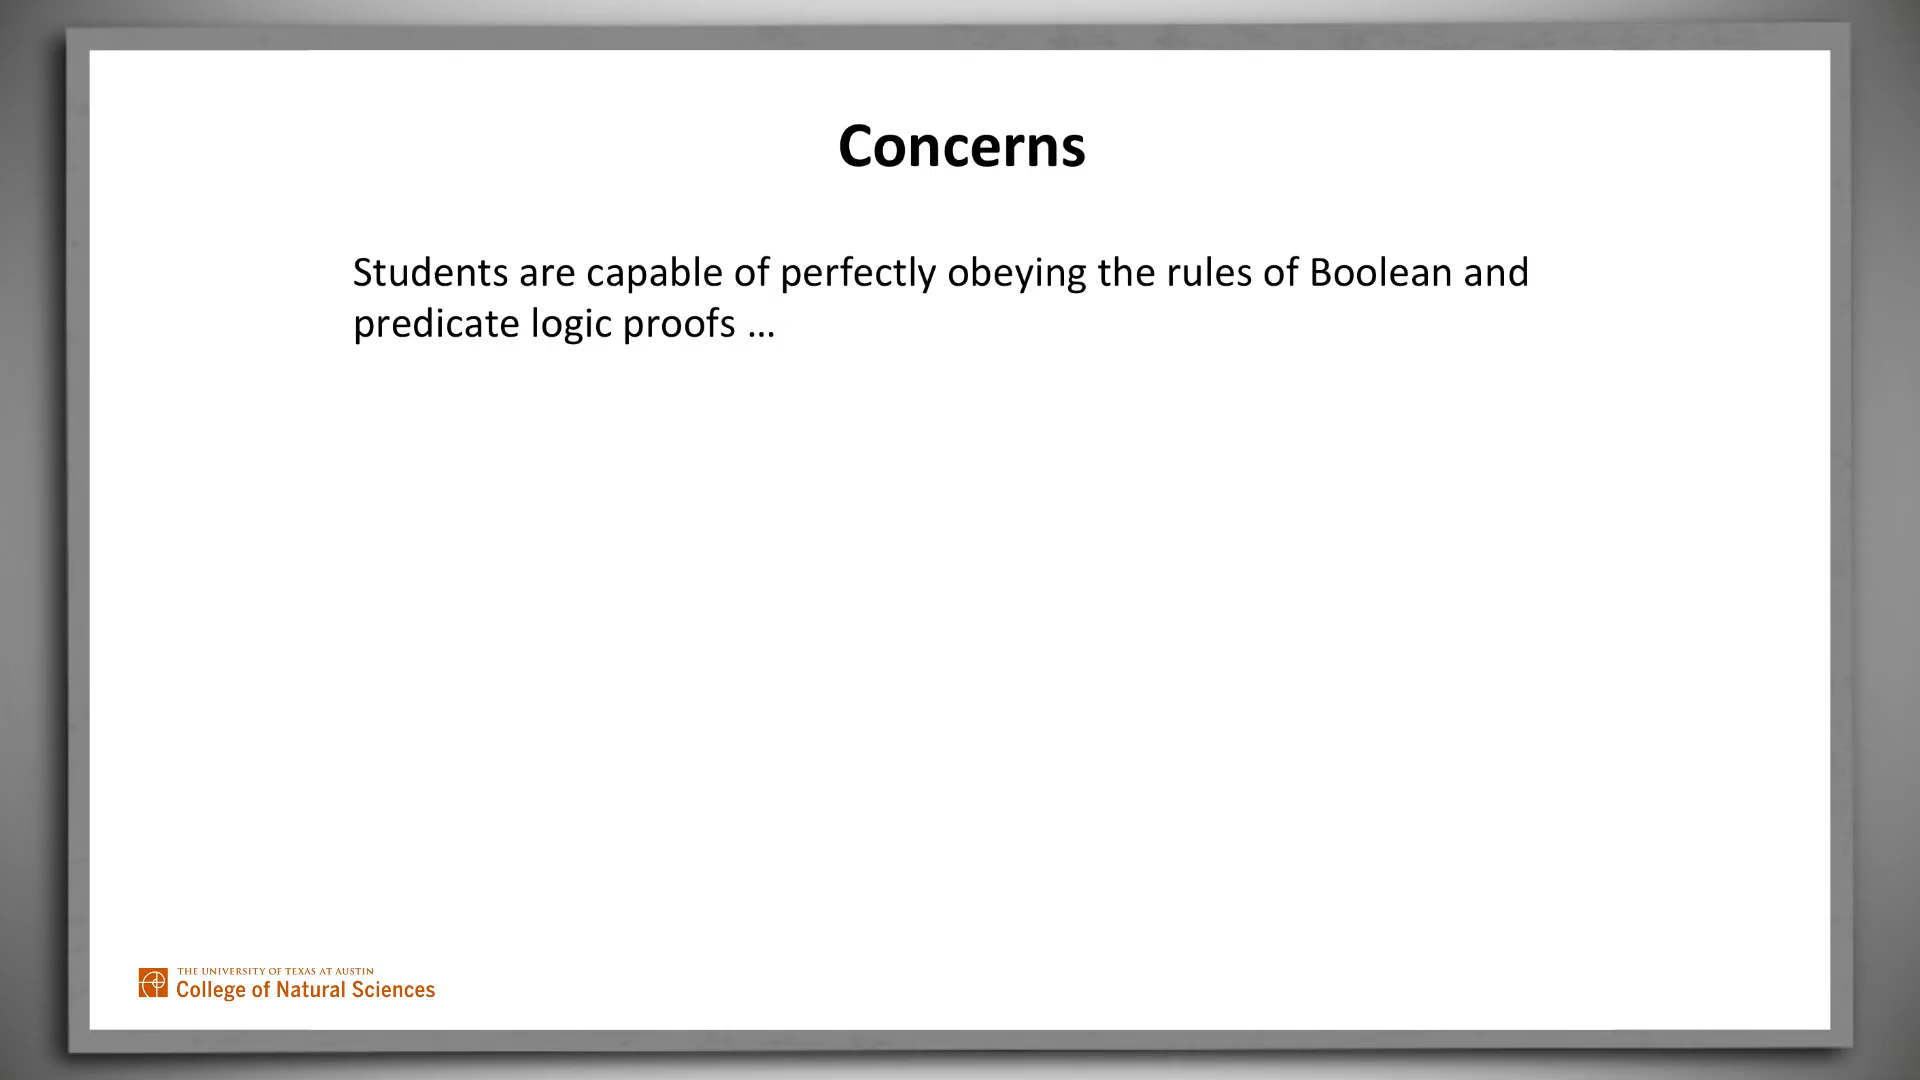 Concerns
Students are capable of perfectly obeying the rules of Boolean and
predicate logic proofs …
THE UNIVERSITY OF TEXAS AT AUSTIN
College of Natural Sciences